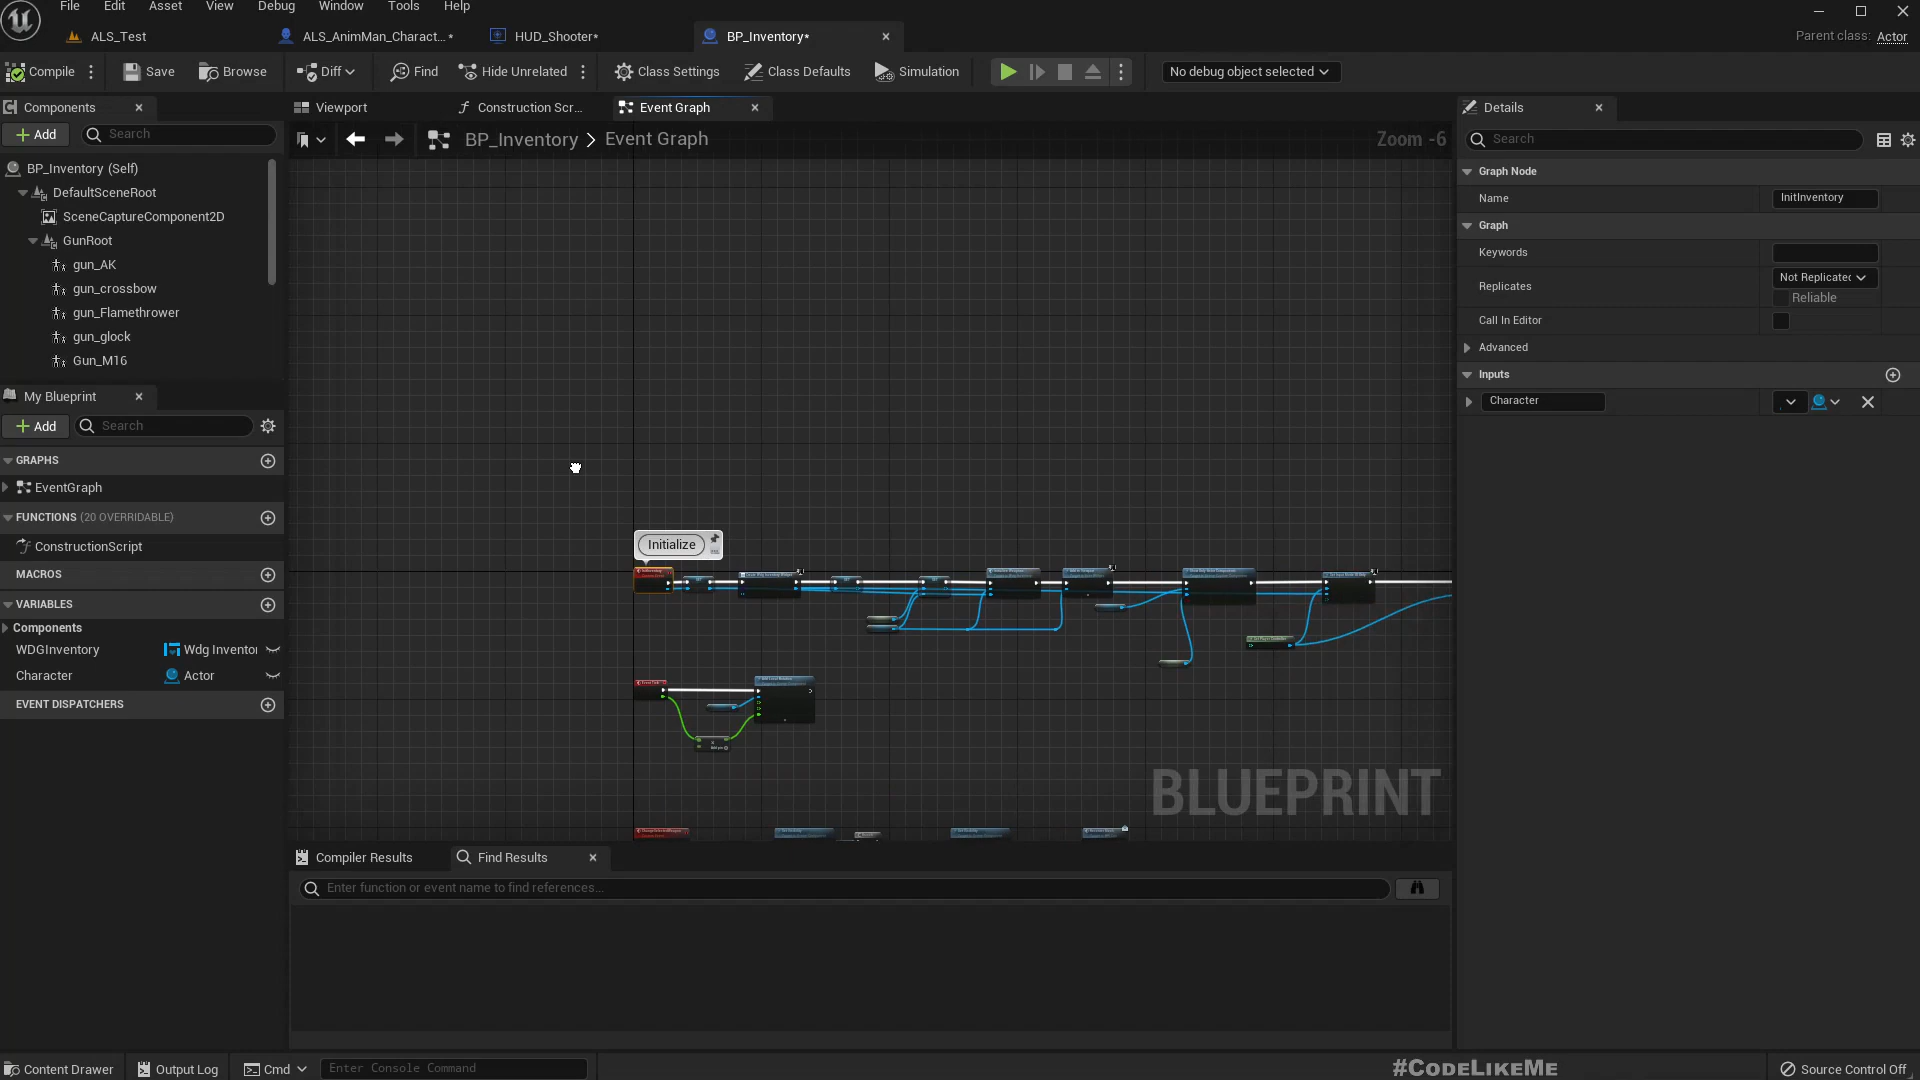 File Edit Asset View Debug Window Tools Help
ALS_Test ALS_AnimMan_Charact...* HUD_Shooter* BP_Inventory*
Parent class: Actor
Compile Save Browse Diff Find Hide Unrelated Class Settings Class Defaults Simulation No debug object selected
Components
Add Search
BP_Inventory (Self)
DefaultSceneRoot
SceneCaptureComponent2D
GunRoot
gun_AK
gun_crossbow
gun_Flamethrower
gun_glock
Gun_M16
My Blueprint
Add Search
GRAPHS
EventGraph
FUNCTIONS (20 OVERRIDABLE)
ConstructionScript
MACROS
VARIABLES
Components
WDGInventory Wdg Invento
Character Actor
EVENT DISPATCHERS
Viewport Construction Scr... Event Graph
BP_Inventory > Event Graph
Zoom -6
Initialize
BLUEPRINT
Compiler Results Find Results
Enter function or event name to find references...
Details
Search
Graph Node
Name InitInventory
Graph
Keywords
Replicates Not Replicatec
Reliable
Call In Editor
Advanced
Inputs
Character
Content Drawer Output Log Cmd Enter Console Command
#CodeLikeMe
Source Control Off